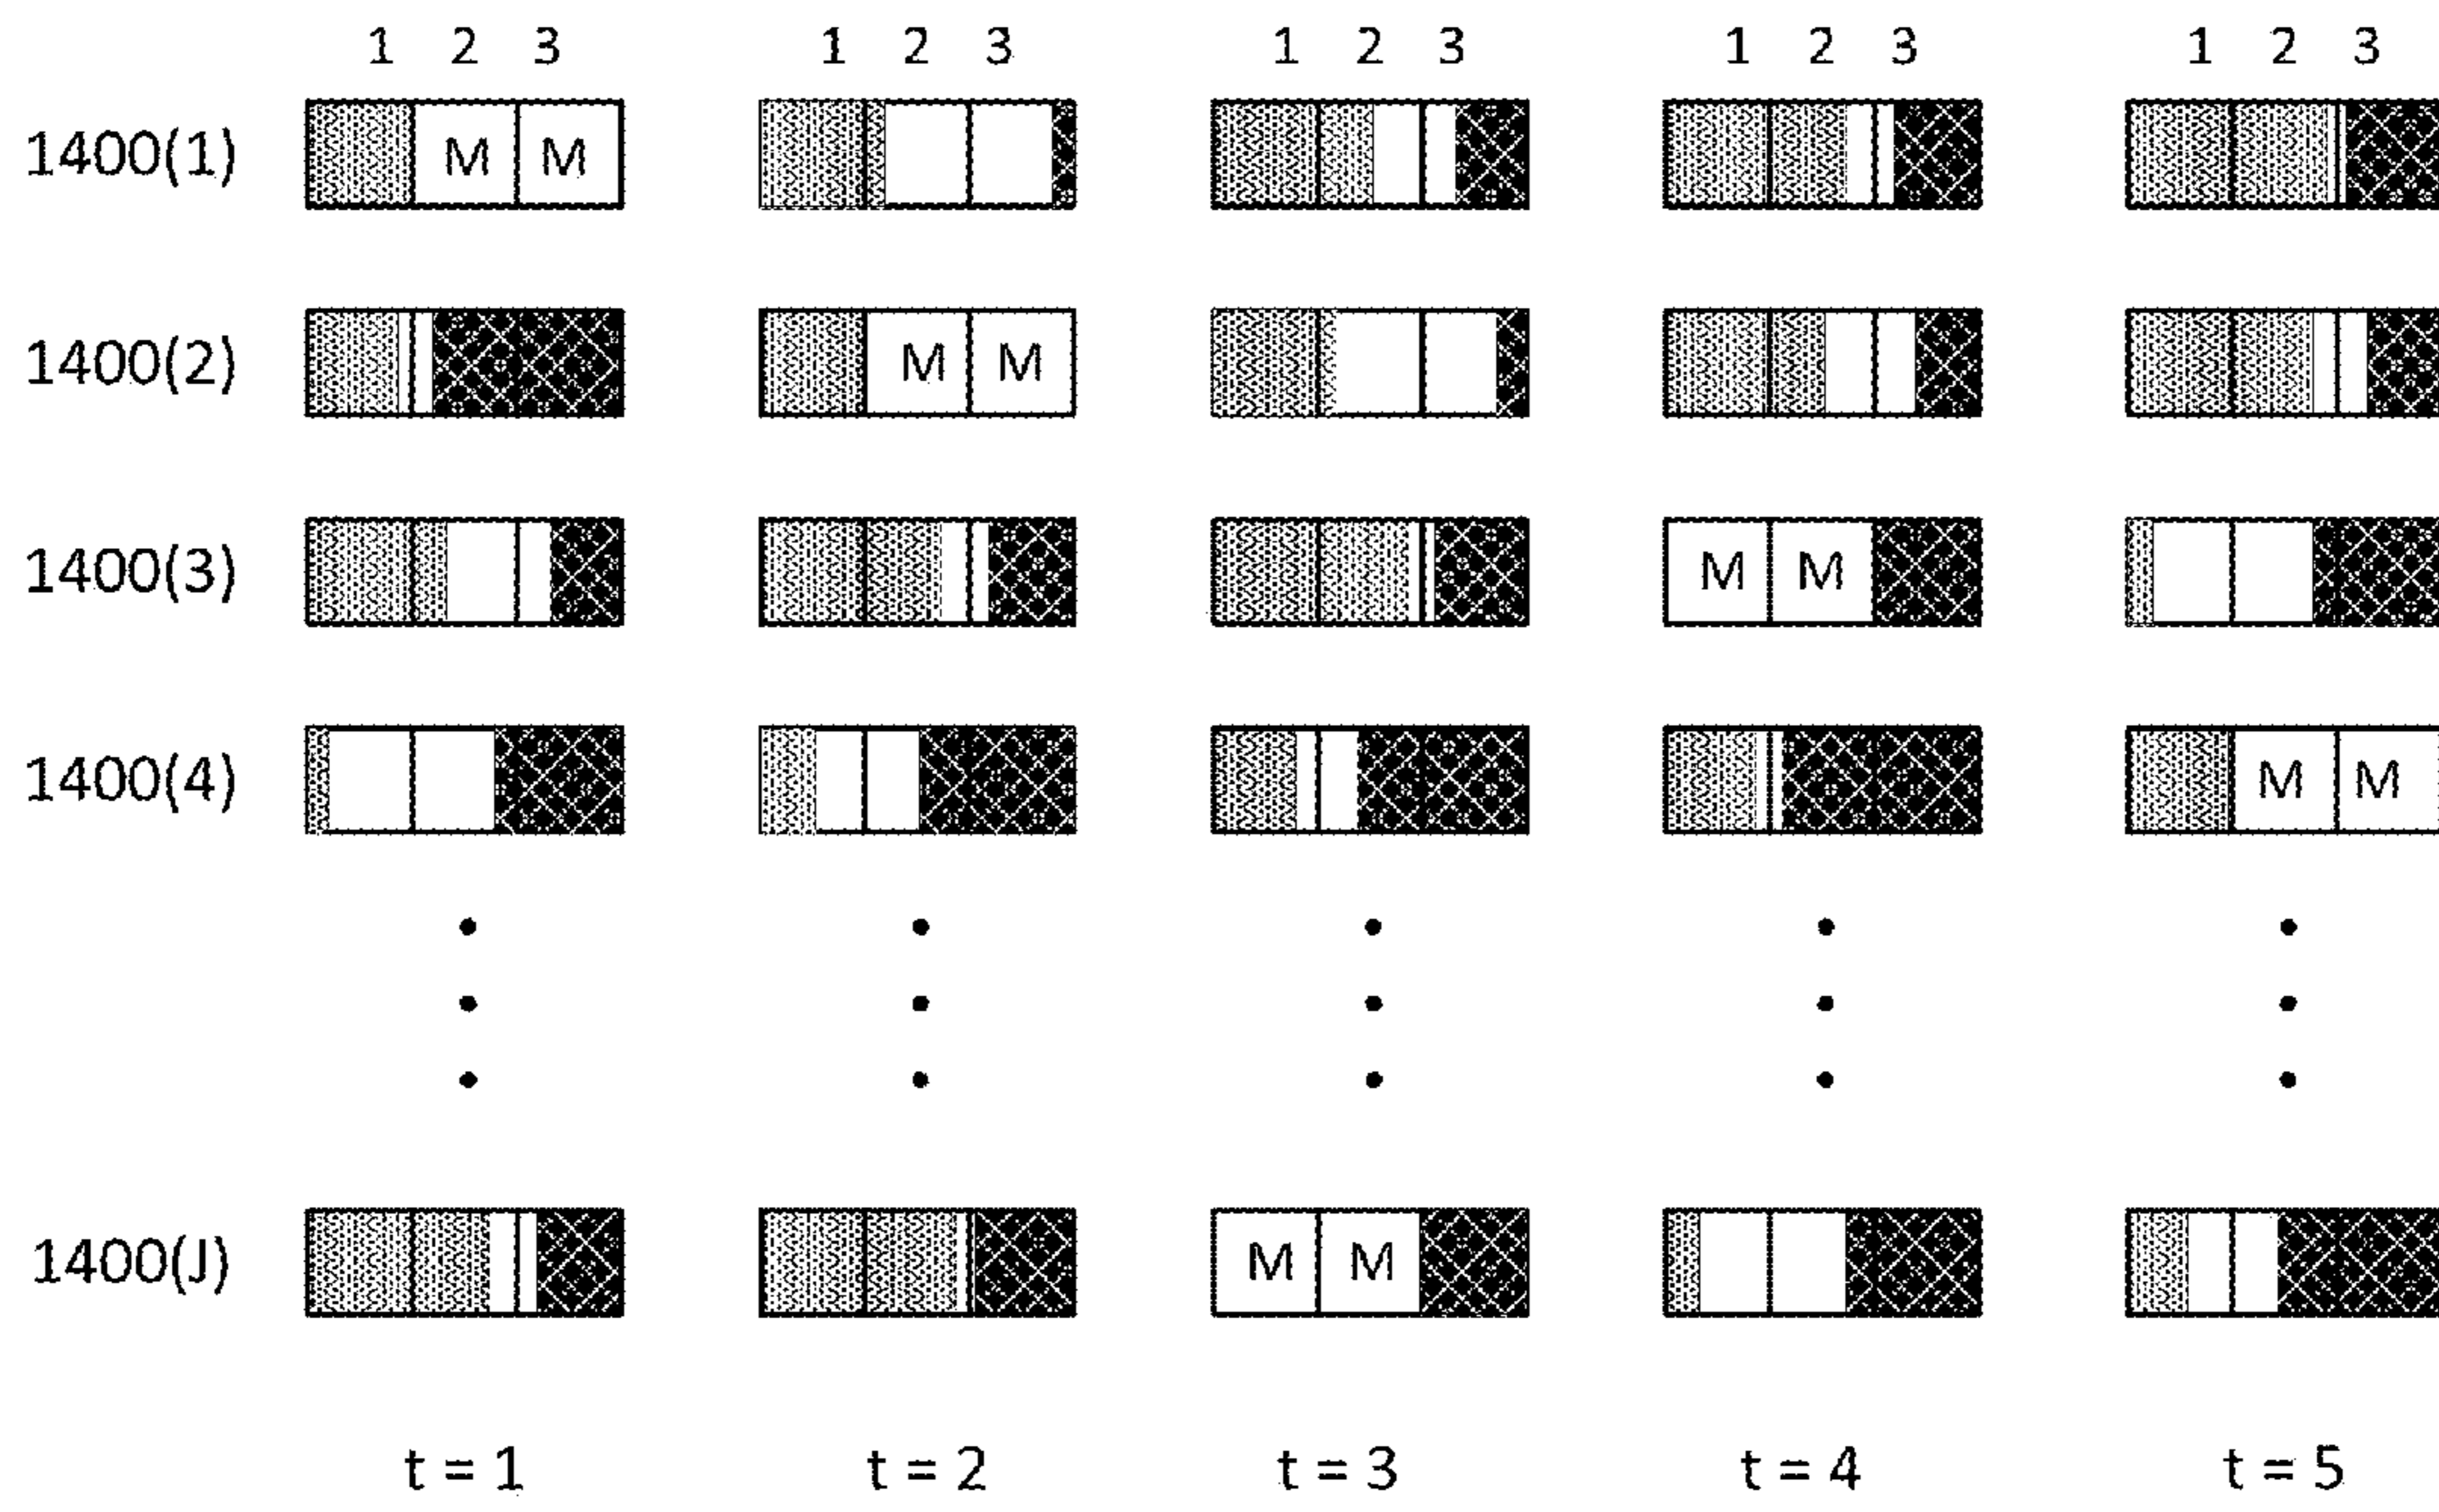 1 2 3 1 2 3 1 2 3 1 2 3 1 2 3
1400(1) M M
1400(2) M M
1400(3) M M
1400(4) M M
1400(J) M M
t = 1 t = 2 t = 3 t = 4 t = 5